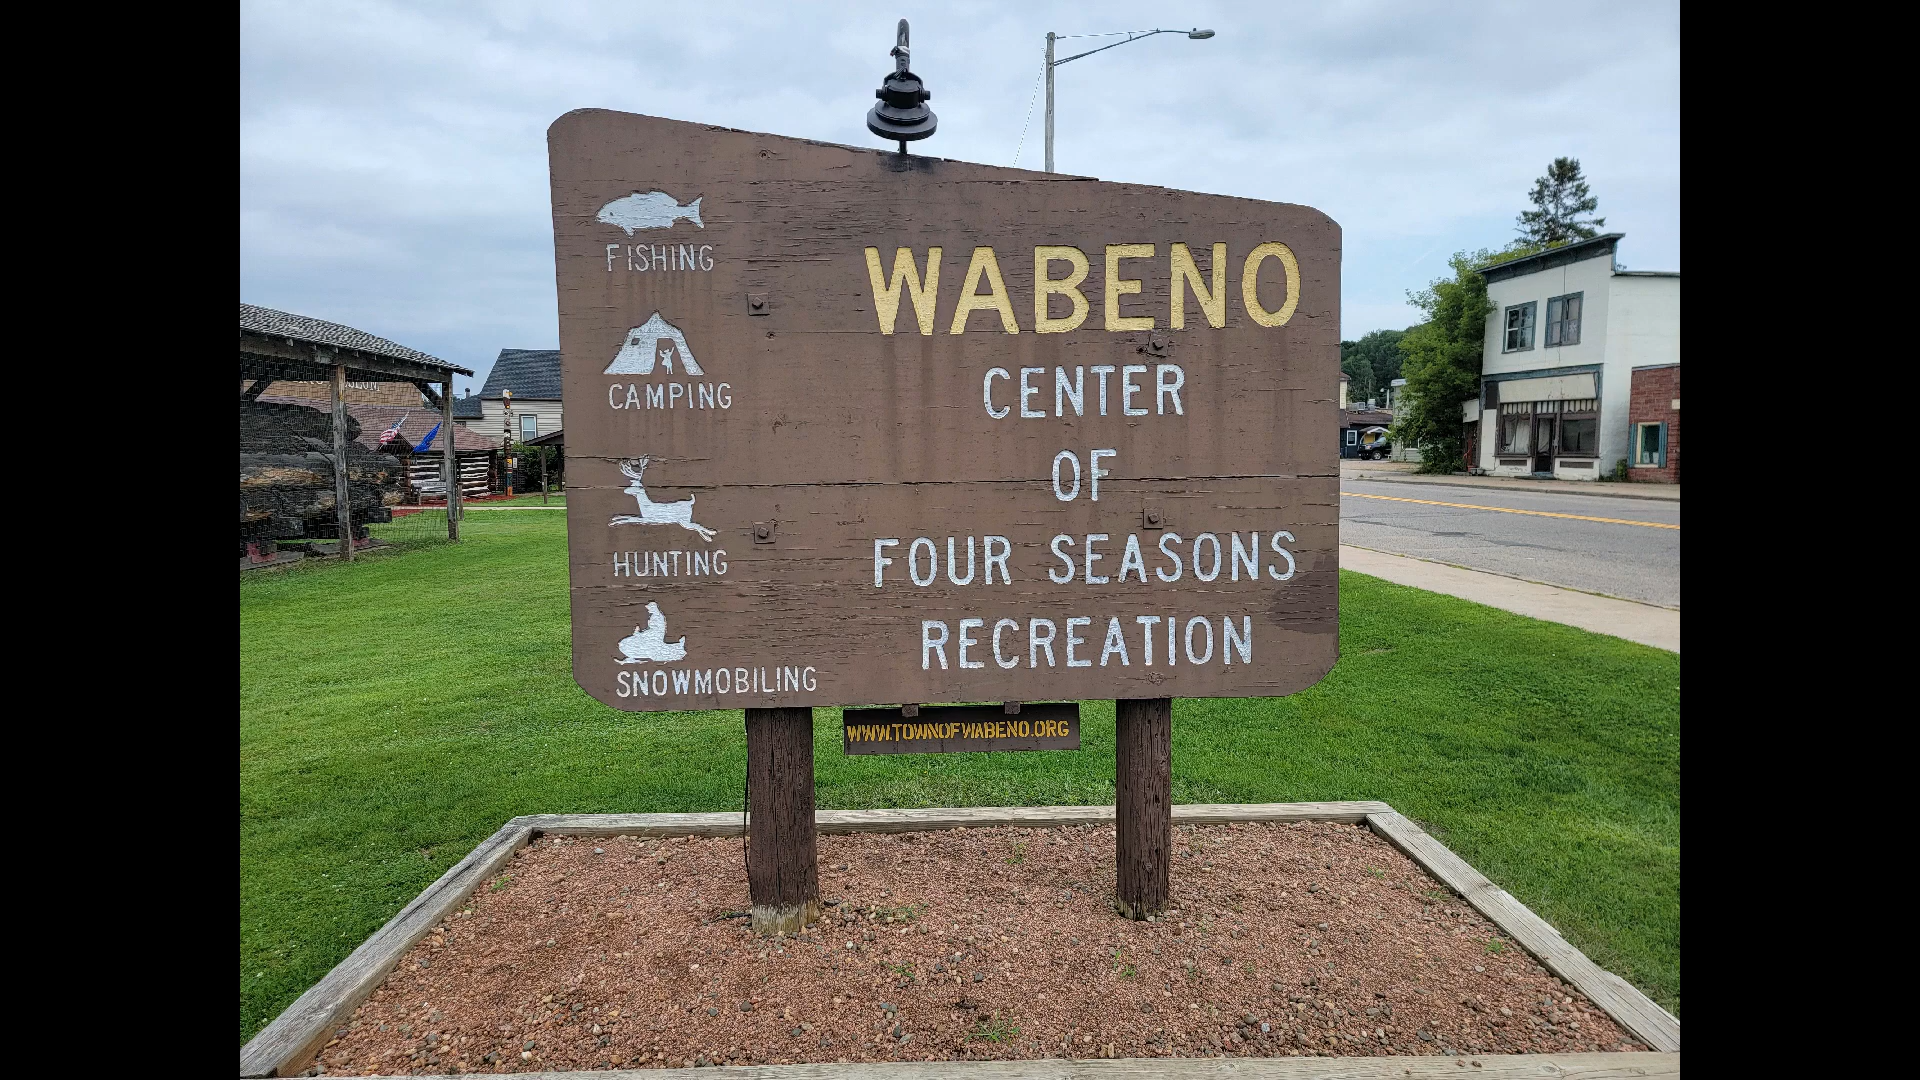 FISHING
CAMPING
HUNTING
SNOWMOBILING
WABENO
CENTER
OF
FOUR SEASONS
RECREATION
WWW.TOWNOFWABENO.ORG